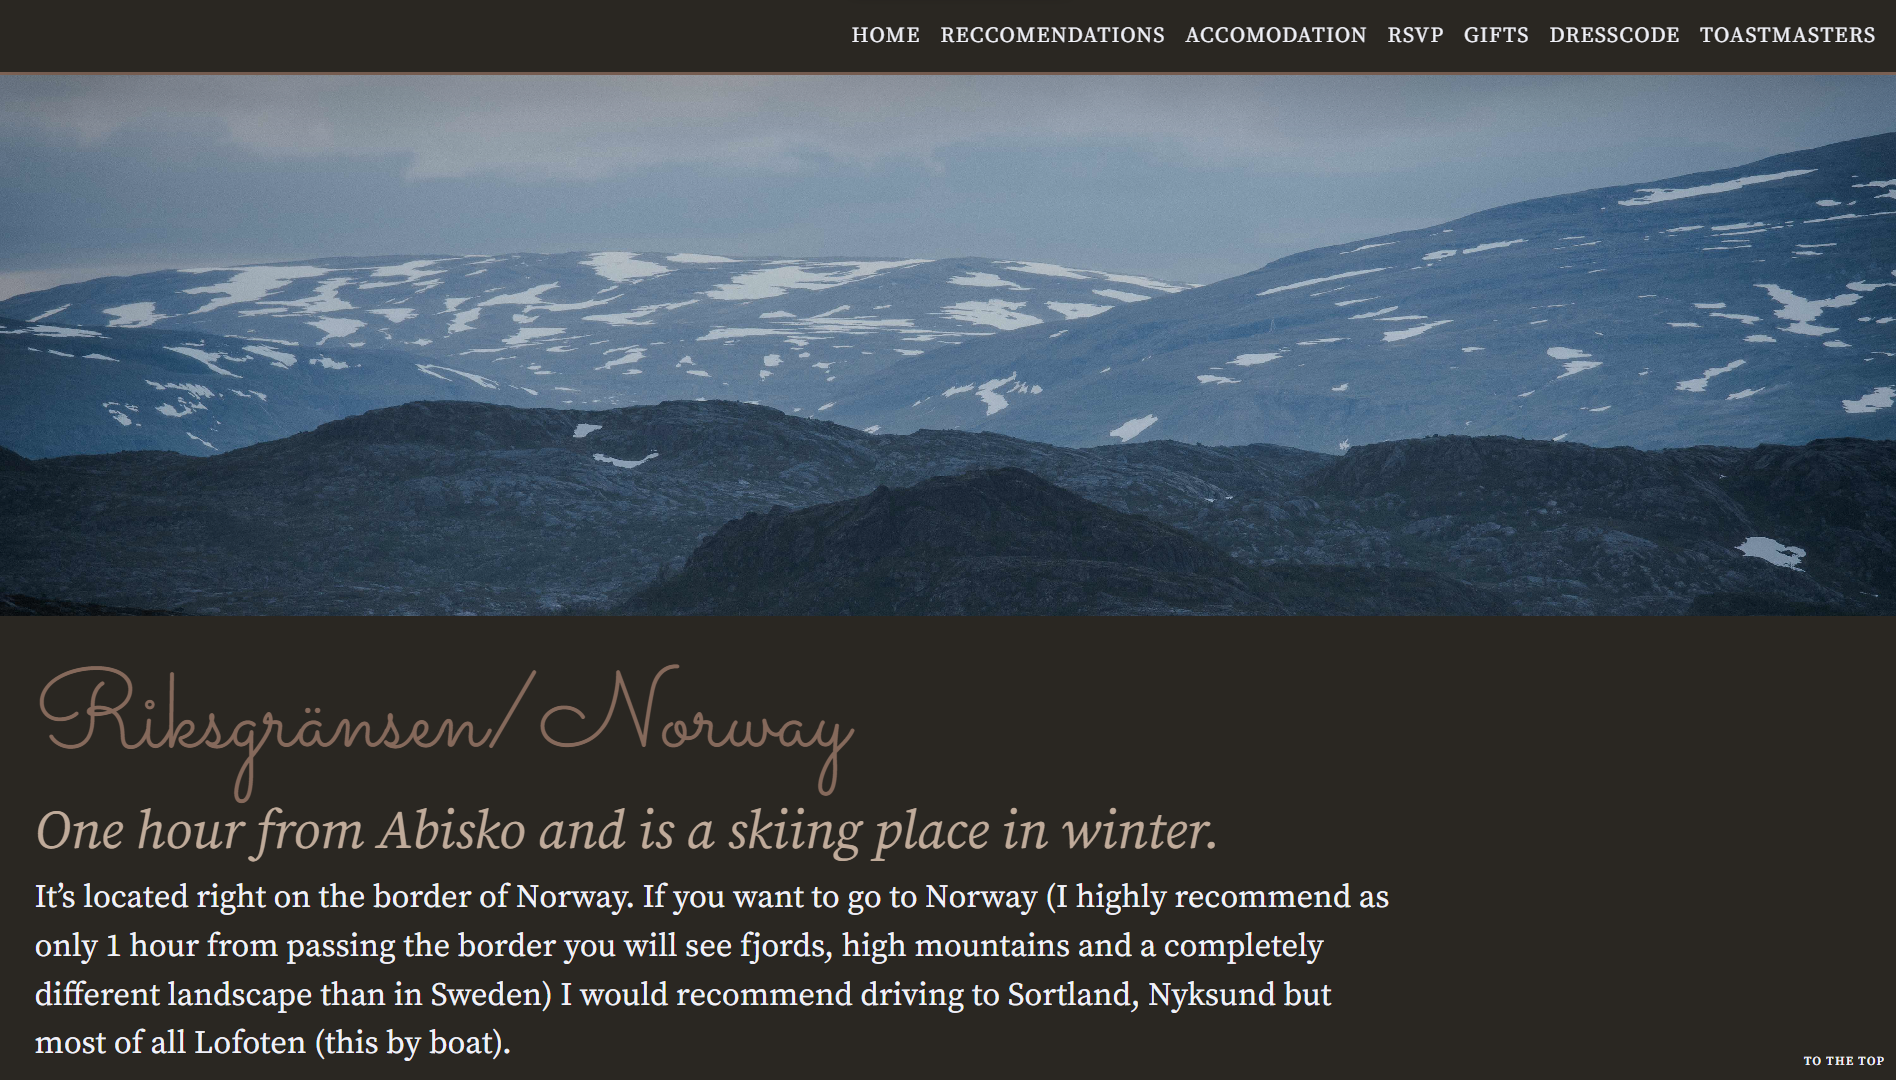 HOME RECCOMENDATIONS ACCOMODATION RSVP GIFTS DRESSCODE TOASTMASTERS
Riksgränsen/Norway
One hour from Abisko and is a skiing place in winter.
It’s located right on the border of Norway. If you want to go to Norway (I highly recommend as
only 1 hour from passing the border you will see fjords, high mountains and a completely
different landscape than in Sweden) I would recommend driving to Sortland, Nyksund but
most of all Lofoten (this by boat).
TO THE TOP